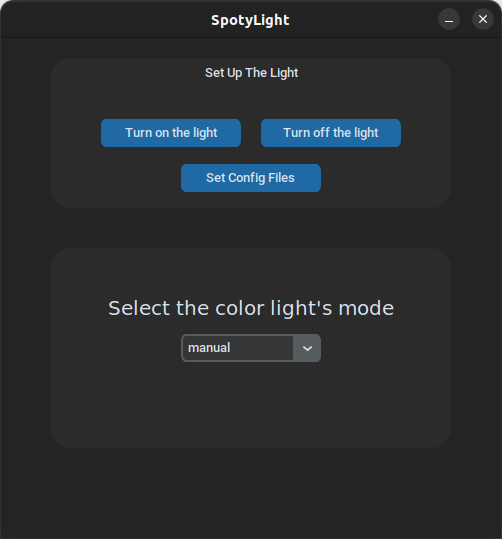 SpotyLight
Set Up The Light
Turn on the light
Turn off the light
Set Config Files
Select the color light's mode
manual